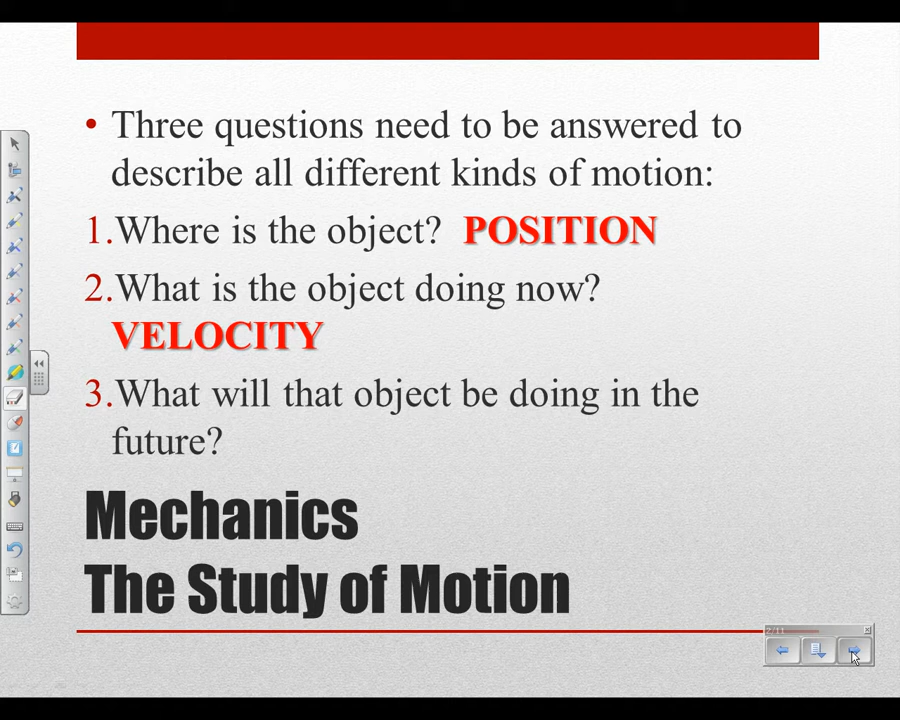 • Three questions need to be answered to
describe all different kinds of motion:
1.Where is the object? POSITION
2.What is the object doing now?
VELOCITY
3.What will that object be doing in the
future?
Mechanics
The Study of Motion
2/11